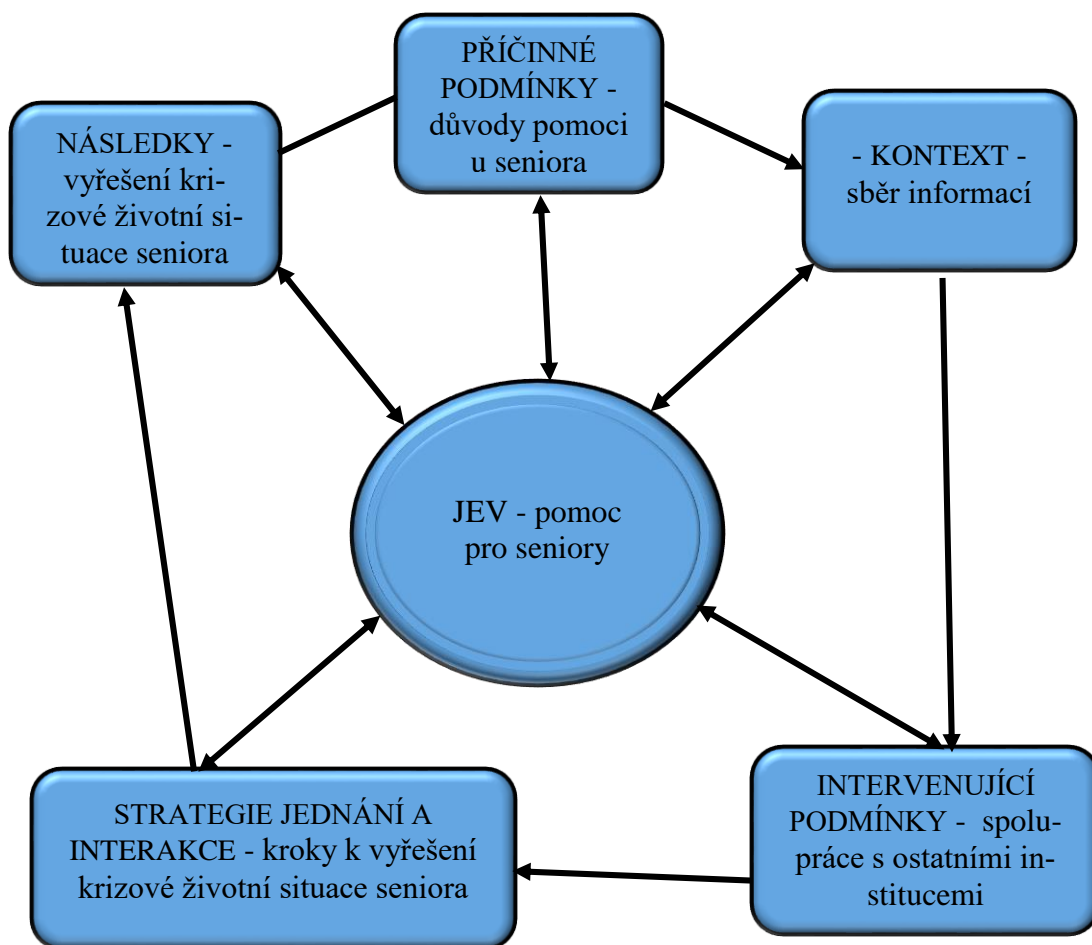 PŘÍČINNÉ
PODMÍNKY -
důvody pomoci
u seniora
NÁSLEDKY -
vyřešení kri-
zové životní si-
tuace seniora
- KONTEXT -
sběr informací
JEV - pomoc
pro seniory
STRATEGIE JEDNÁNÍ A
INTERAKCE - kroky k vyřešení
krizové životní situace seniora
INTERVENUJÍCÍ
PODMÍNKY - spolu-
práce s ostatními in-
stitucemi